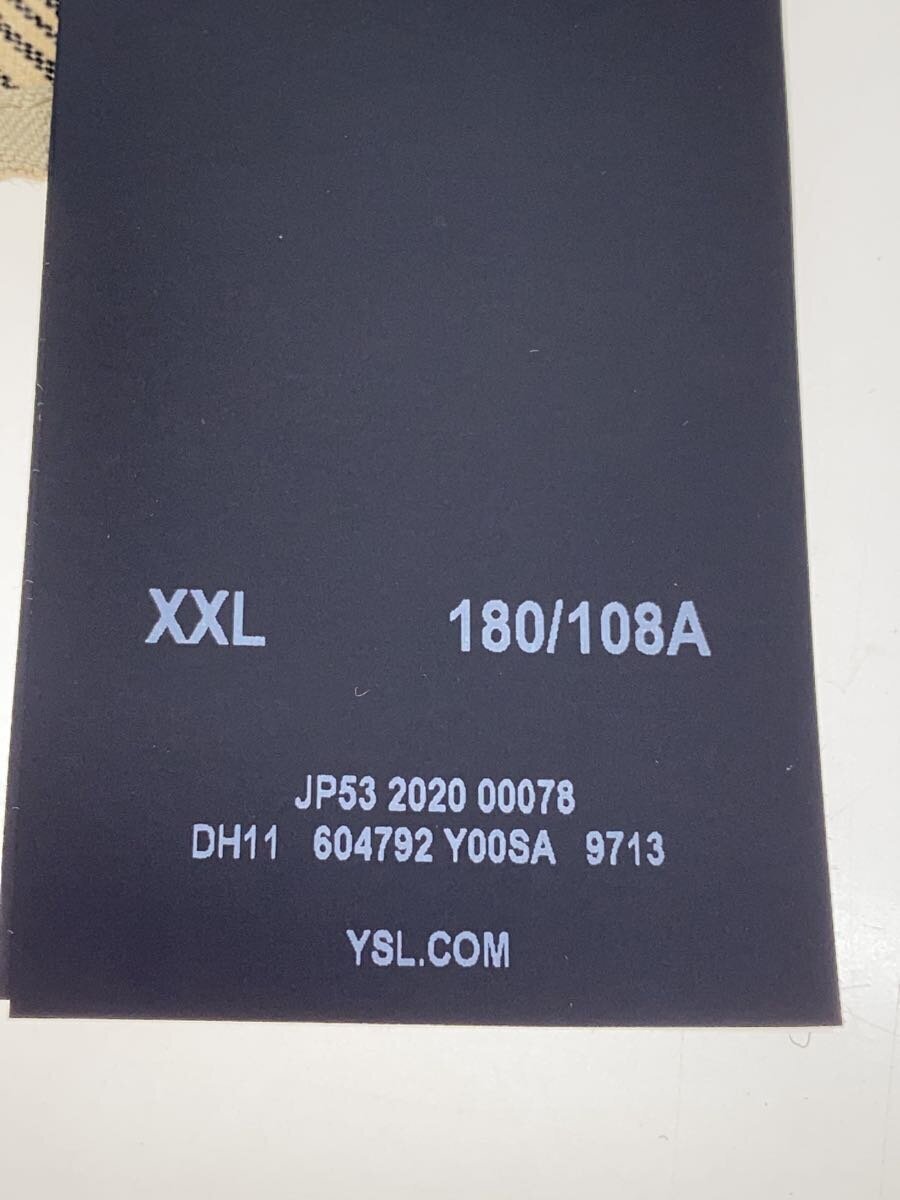 XXL 180/108A
JP53 2020 00078
DH11 604792 Y00SA 9713
YSL.COM